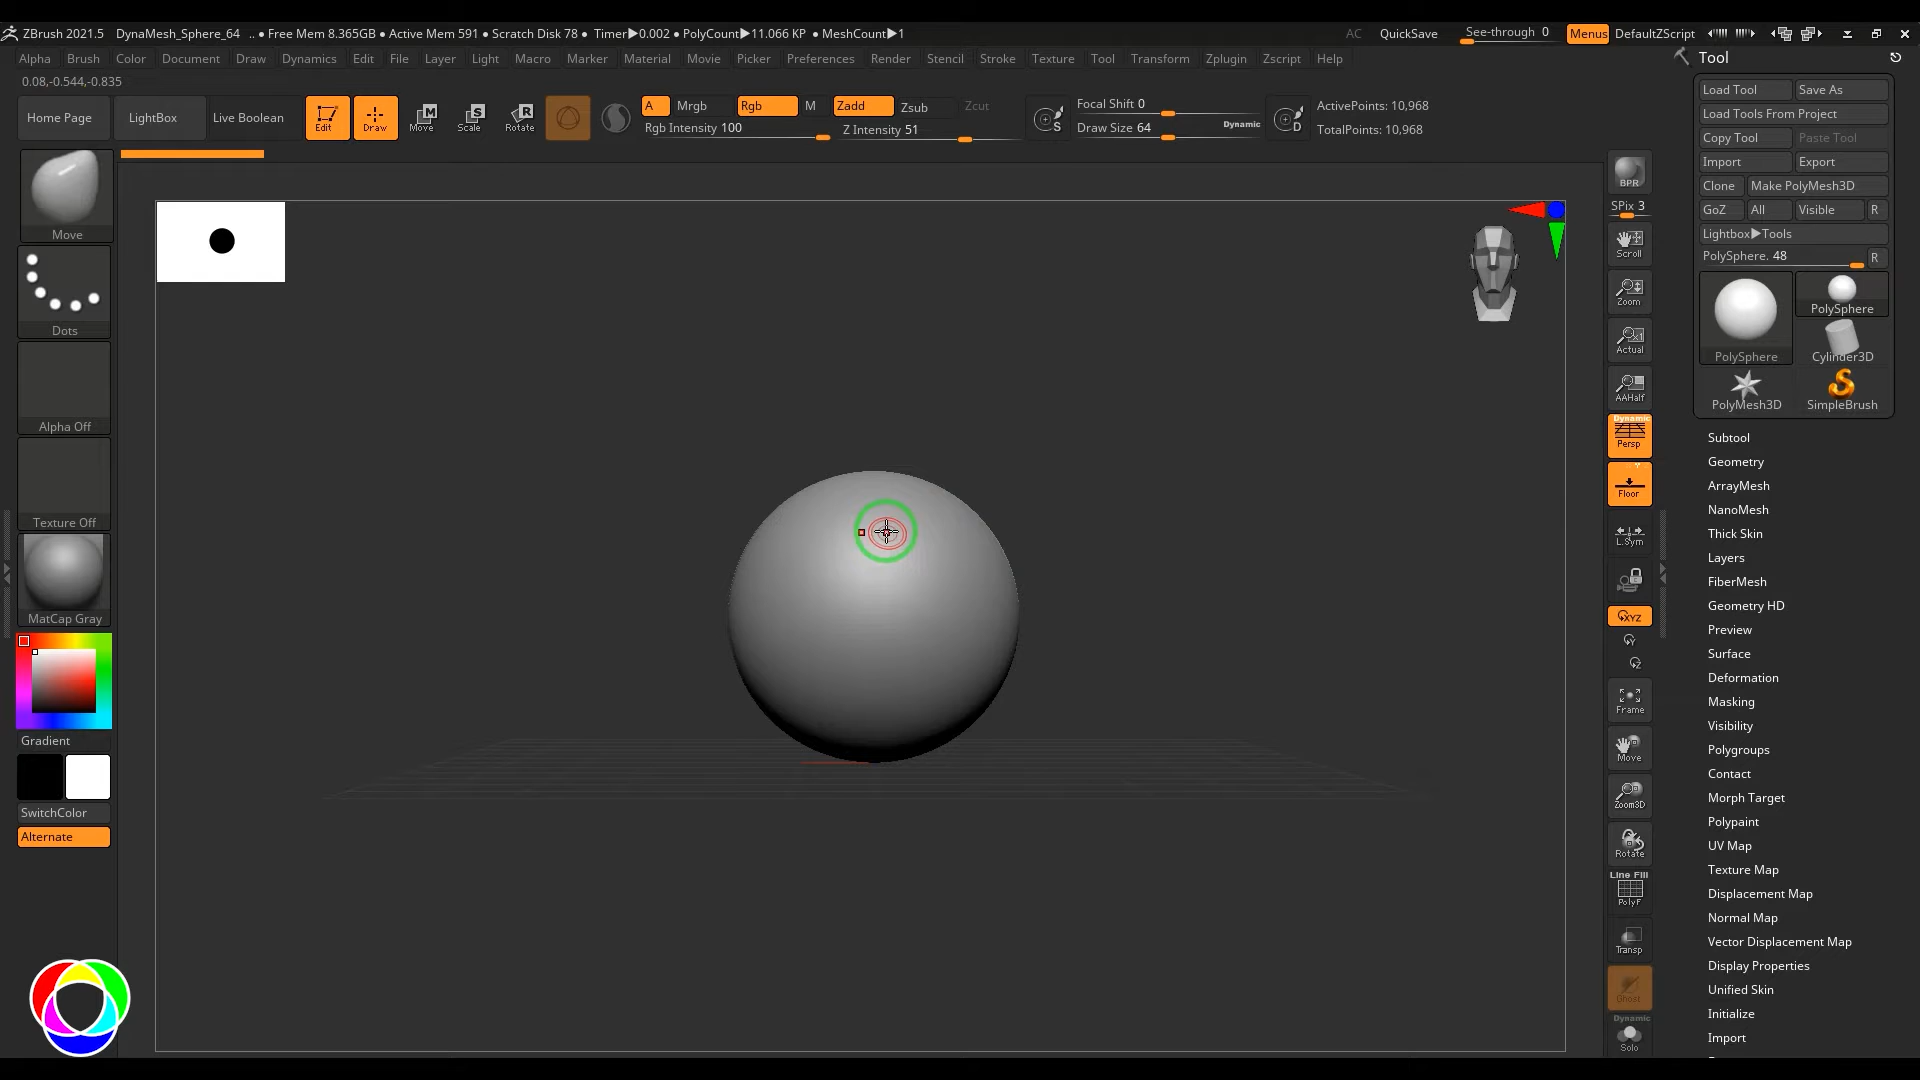 ZBrush 2021.5 DynaMesh_Sphere_64 .. ● Free Mem 8.365GB ● Active Mem 591 ● Scratch Disk 78 ● Timer▶0.002 ● PolyCount▶11.066 KP ● MeshCount▶1 AC QuickSave See-through 0 Menus DefaultZScript
Alpha Brush Color Document Draw Dynamics Edit File Layer Light Macro Marker Material Movie Picker Preferences Render Stencil Stroke Texture Tool Transform Zplugin Zscript Help
0.08,-0.544,-0.835
Home Page LightBox Live Boolean Edit Draw Move Scale Rotate
A Mrgb Rgb M Zadd Zsub Zcut
Rgb Intensity 100 Z Intensity 51
S Focal Shift 0
Draw Size 64 Dynamic D
ActivePoints: 10,968
TotalPoints: 10,968
Move
Dots
Alpha Off
Texture Off
MatCap Gray
Gradient
SwitchColor
Alternate
BPR
SPix 3
Scroll
Zoom
Actual
AAHalf
Dynamic
Persp
Floor
L.Sym
XYZ
Y
Z
Frame
Move
Zoom3D
Rotate
Line Fill
PolyF
Transp
Ghost
Dynamic
Solo
Tool
Load Tool Save As
Load Tools From Project
Copy Tool Paste Tool
Import Export
Clone Make PolyMesh3D
GoZ All Visible R
Lightbox▶Tools
PolySphere. 48 R
PolySphere PolySphere
Cylinder3D
PolyMesh3D SimpleBrush
Subtool
Geometry
ArrayMesh
NanoMesh
Thick Skin
Layers
FiberMesh
Geometry HD
Preview
Surface
Deformation
Masking
Visibility
Polygroups
Contact
Morph Target
Polypaint
UV Map
Texture Map
Displacement Map
Normal Map
Vector Displacement Map
Display Properties
Unified Skin
Initialize
Import